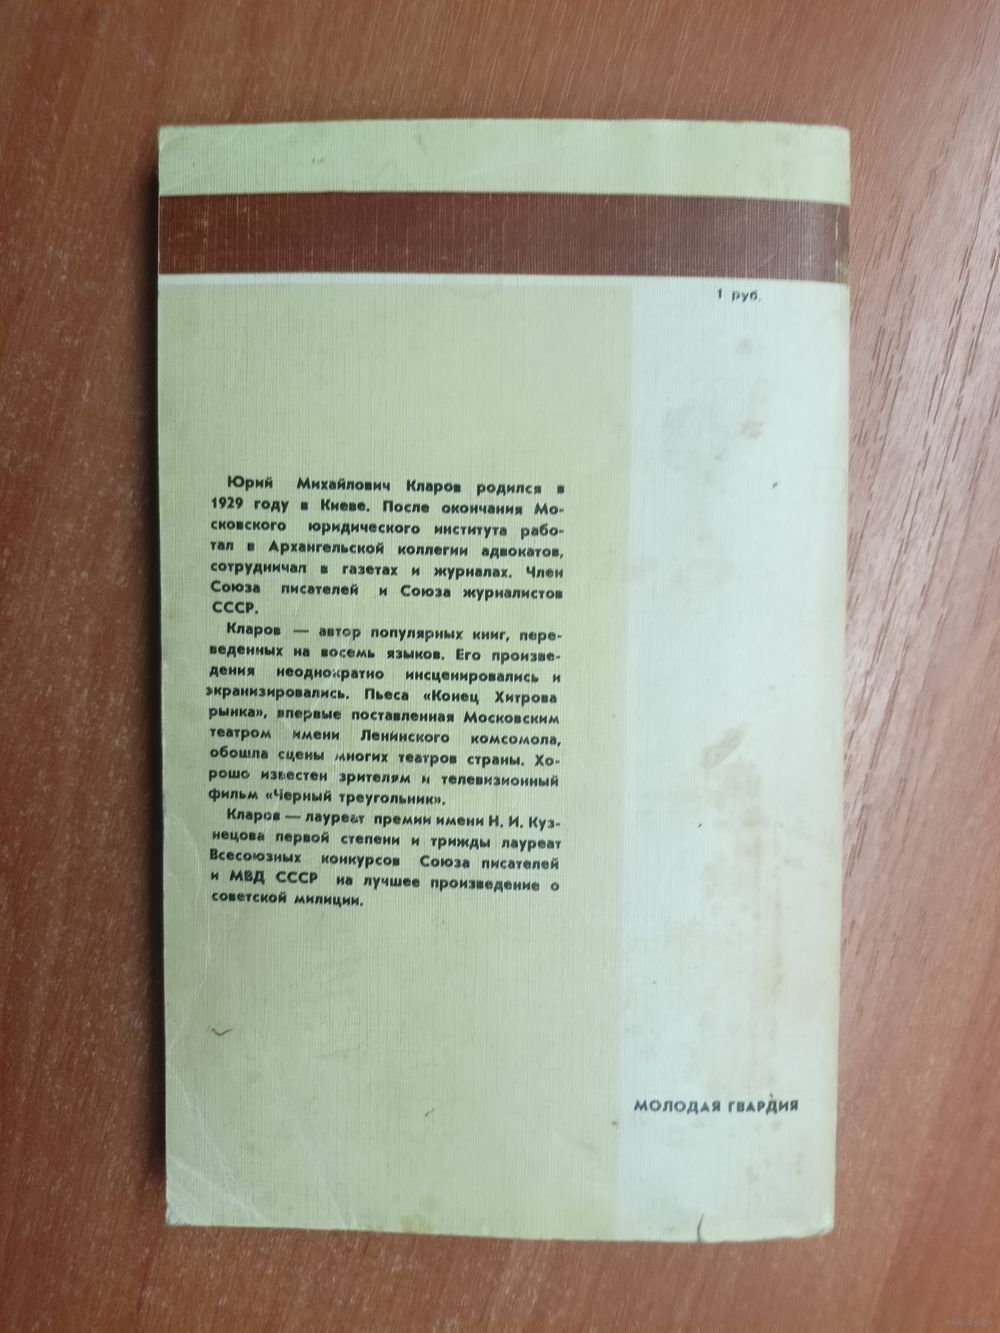 1 руб.
Юрий Михайлович Кларов родился в
1929 году в Киеве. После окончания Мо-
сковского юридического института рабо-
тал в Архангельской коллегии адвокатов,
сотрудничал в газетах и журналах. Член
Союза писателей и Союза журналистов
СССР.
Кларов — автор популярных книг, пере-
веденных на восемь языков. Его произве-
дения неоднократно инсценировались и
экранизировались. Пьеса «Конец Хитрова
рынка», впервые поставленная Московским
театром имени Ленинского комсомола,
обошла сцены многих театров страны. Хо-
рошо известен зрителям и телевизионный
фильм «Черный треугольник».
Кларов — лауреат премии имени Н. И. Куз-
нецова первой степени и трижды лауреат
Всесоюзных конкурсов Союза писателей
и МВД СССР на лучшее произведение о
советской милиции.
МОЛОДАЯ ГВАРДИЯ